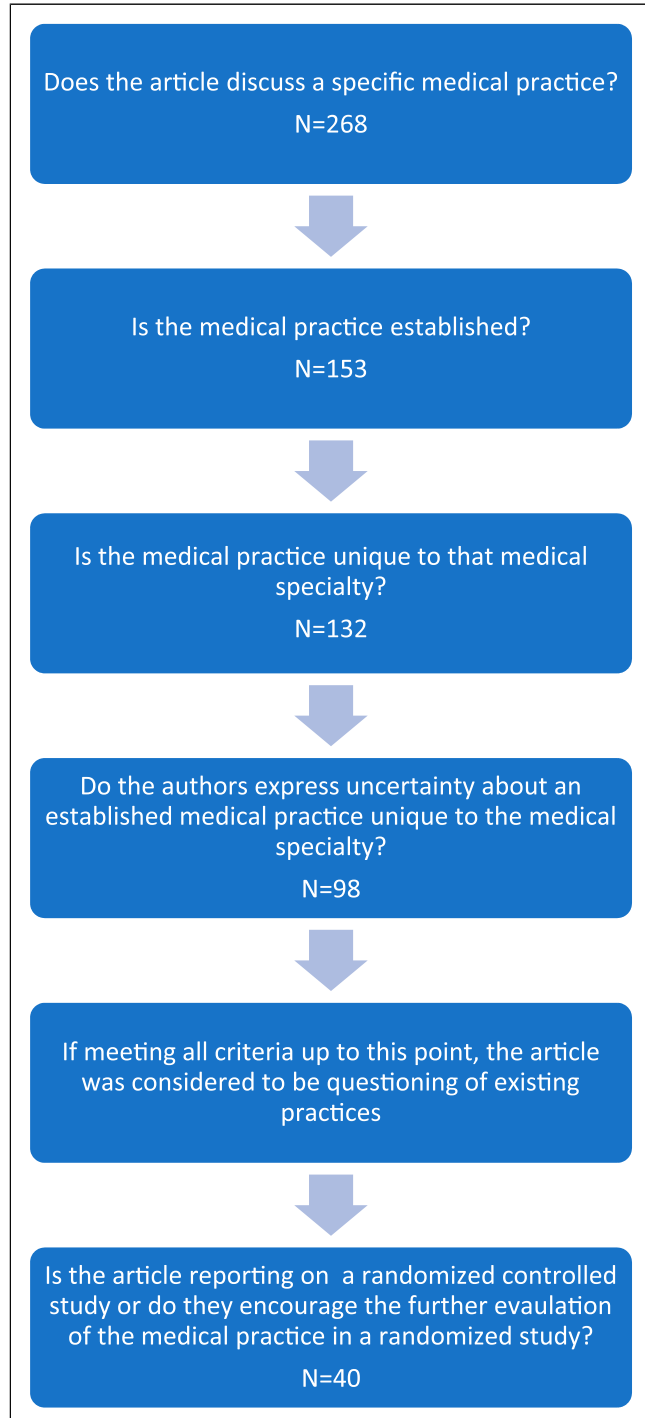 Does the article discuss a specific medical practice?
N=268
Is the medical practice established?
N=153
Is the medical practice unique to that medical
specialty?
N=132
Do the authors express uncertainty about an
established medical practice unique to the medical
specialty?
N=98
If meeting all criteria up to this point, the article
was considered to be questioning of existing
practices
Is the article reporting on  a randomized controlled
study or do they encourage the further evaulation
of the medical practice in a randomized study?
N=40